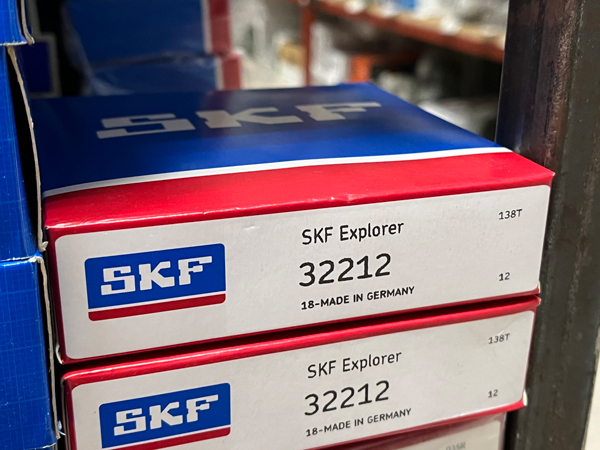 SKF
138T
SKF Explorer
SKF
32212
12
18-MADE IN GERMANY
138T
SKF Explorer
SKF
32212
12
18-MADE IN GERMANY